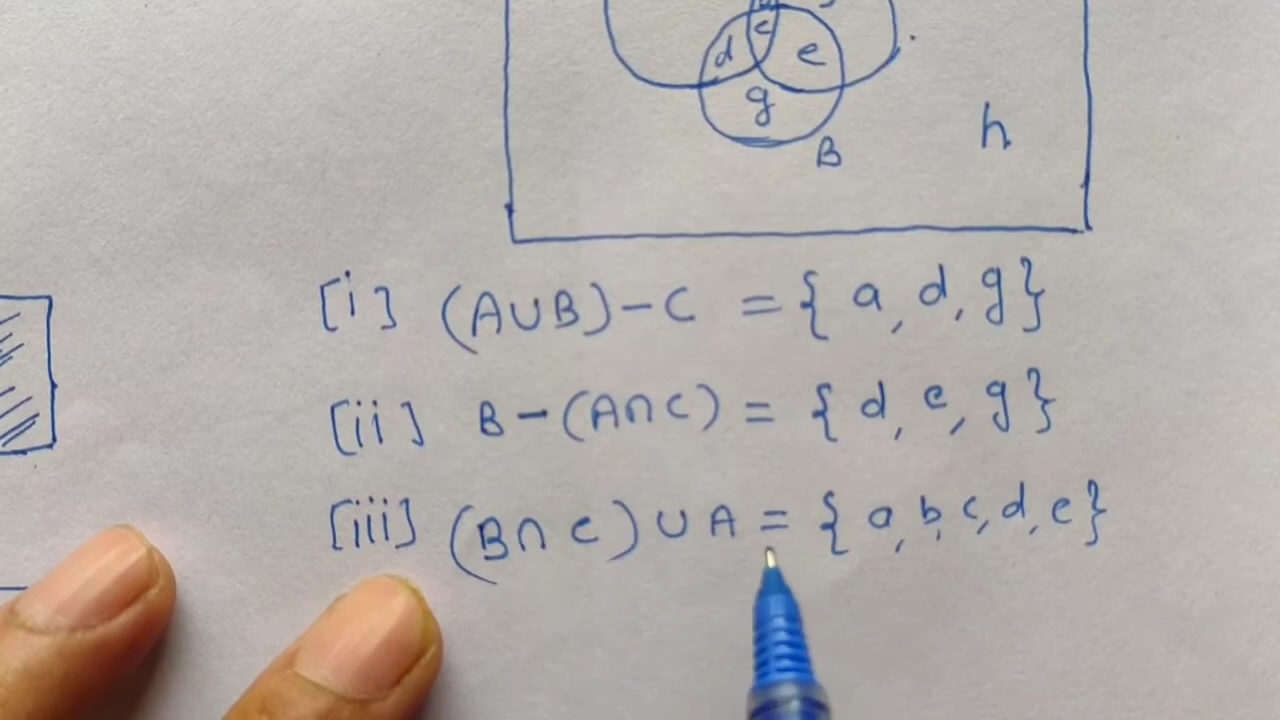 c
d
e
g
B
h
[i] (A∪B)-C = { a, d, g}
[ii] B-(A∩C) = { d, e, g}
[iii] (B∩C)∪A = { a, b, c, d, e}